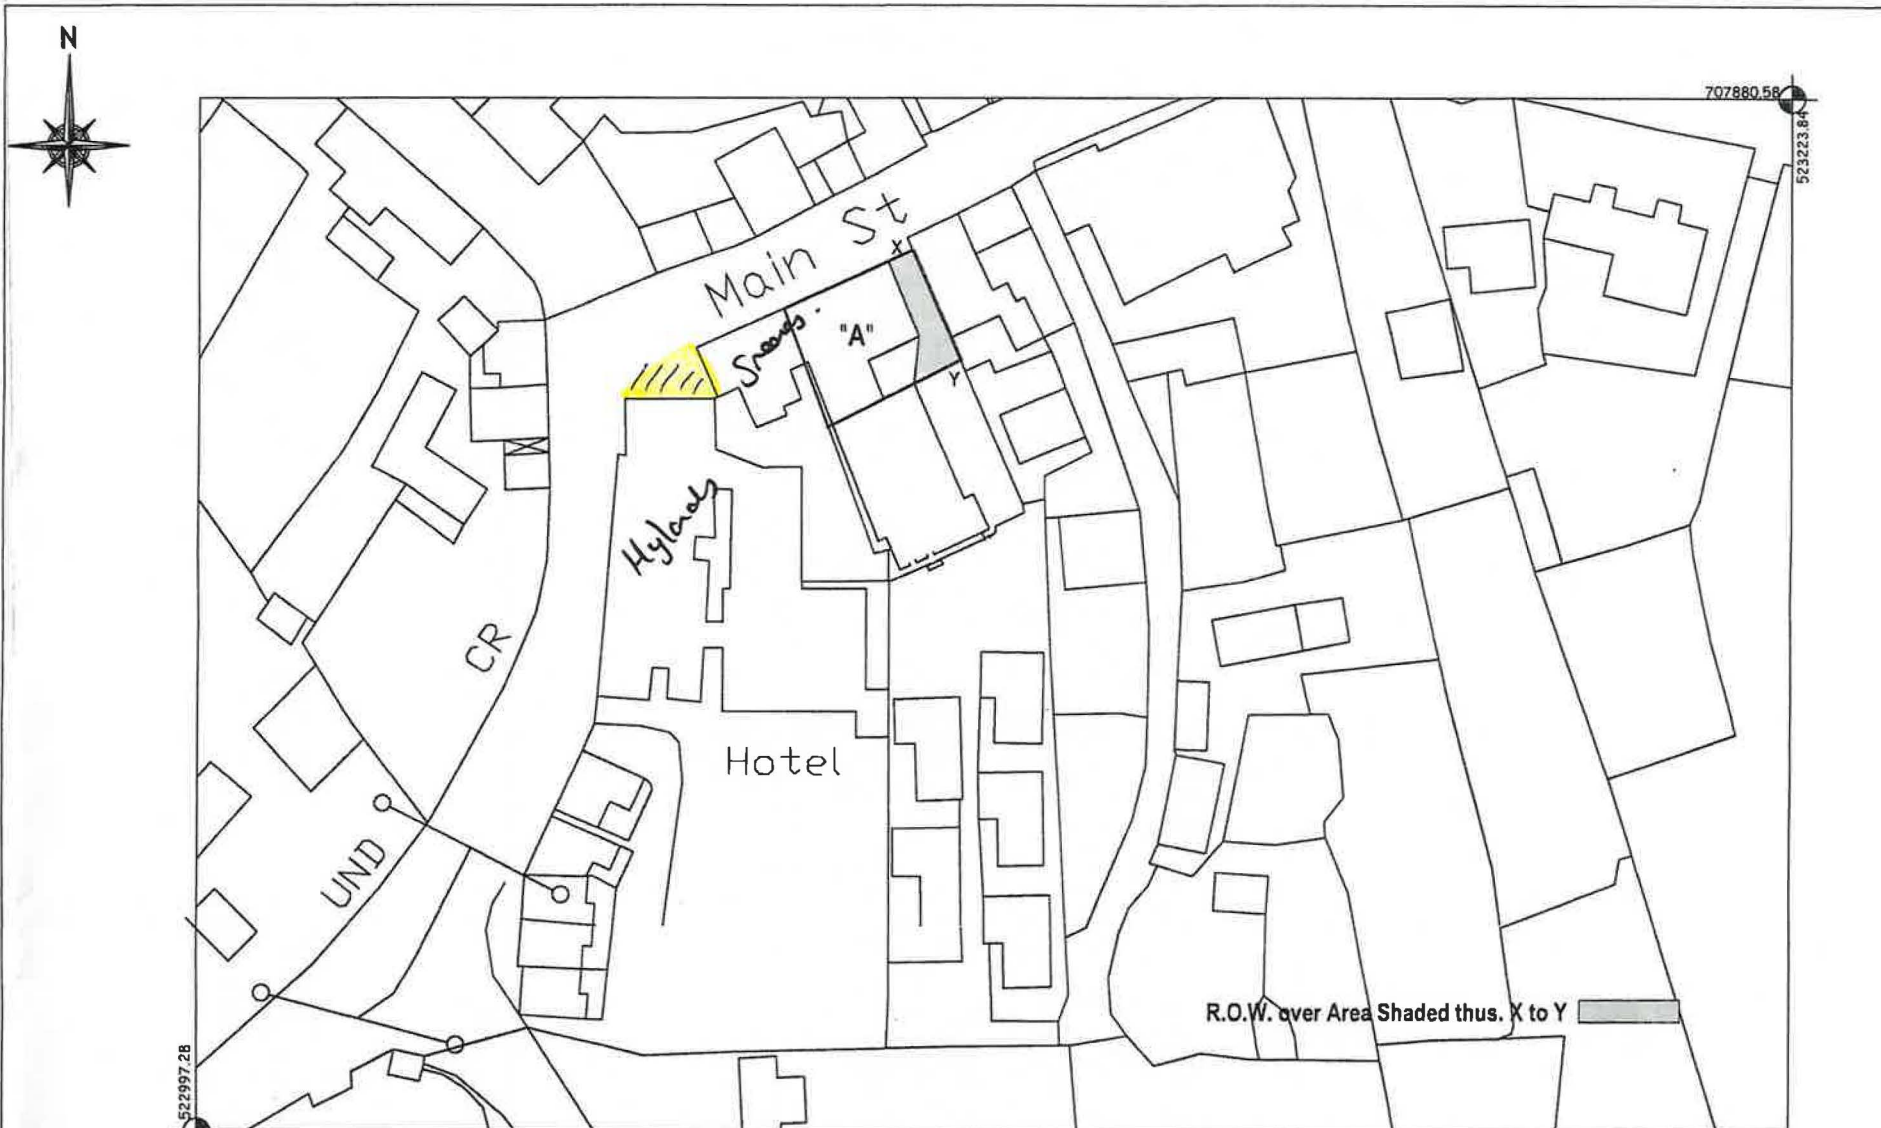 N
707880.58
523223.84
Main St
X
"A"
Y
Hylands
CR
Hotel
UND
R.O.W. over Area Shaded thus. X to Y
522997.28